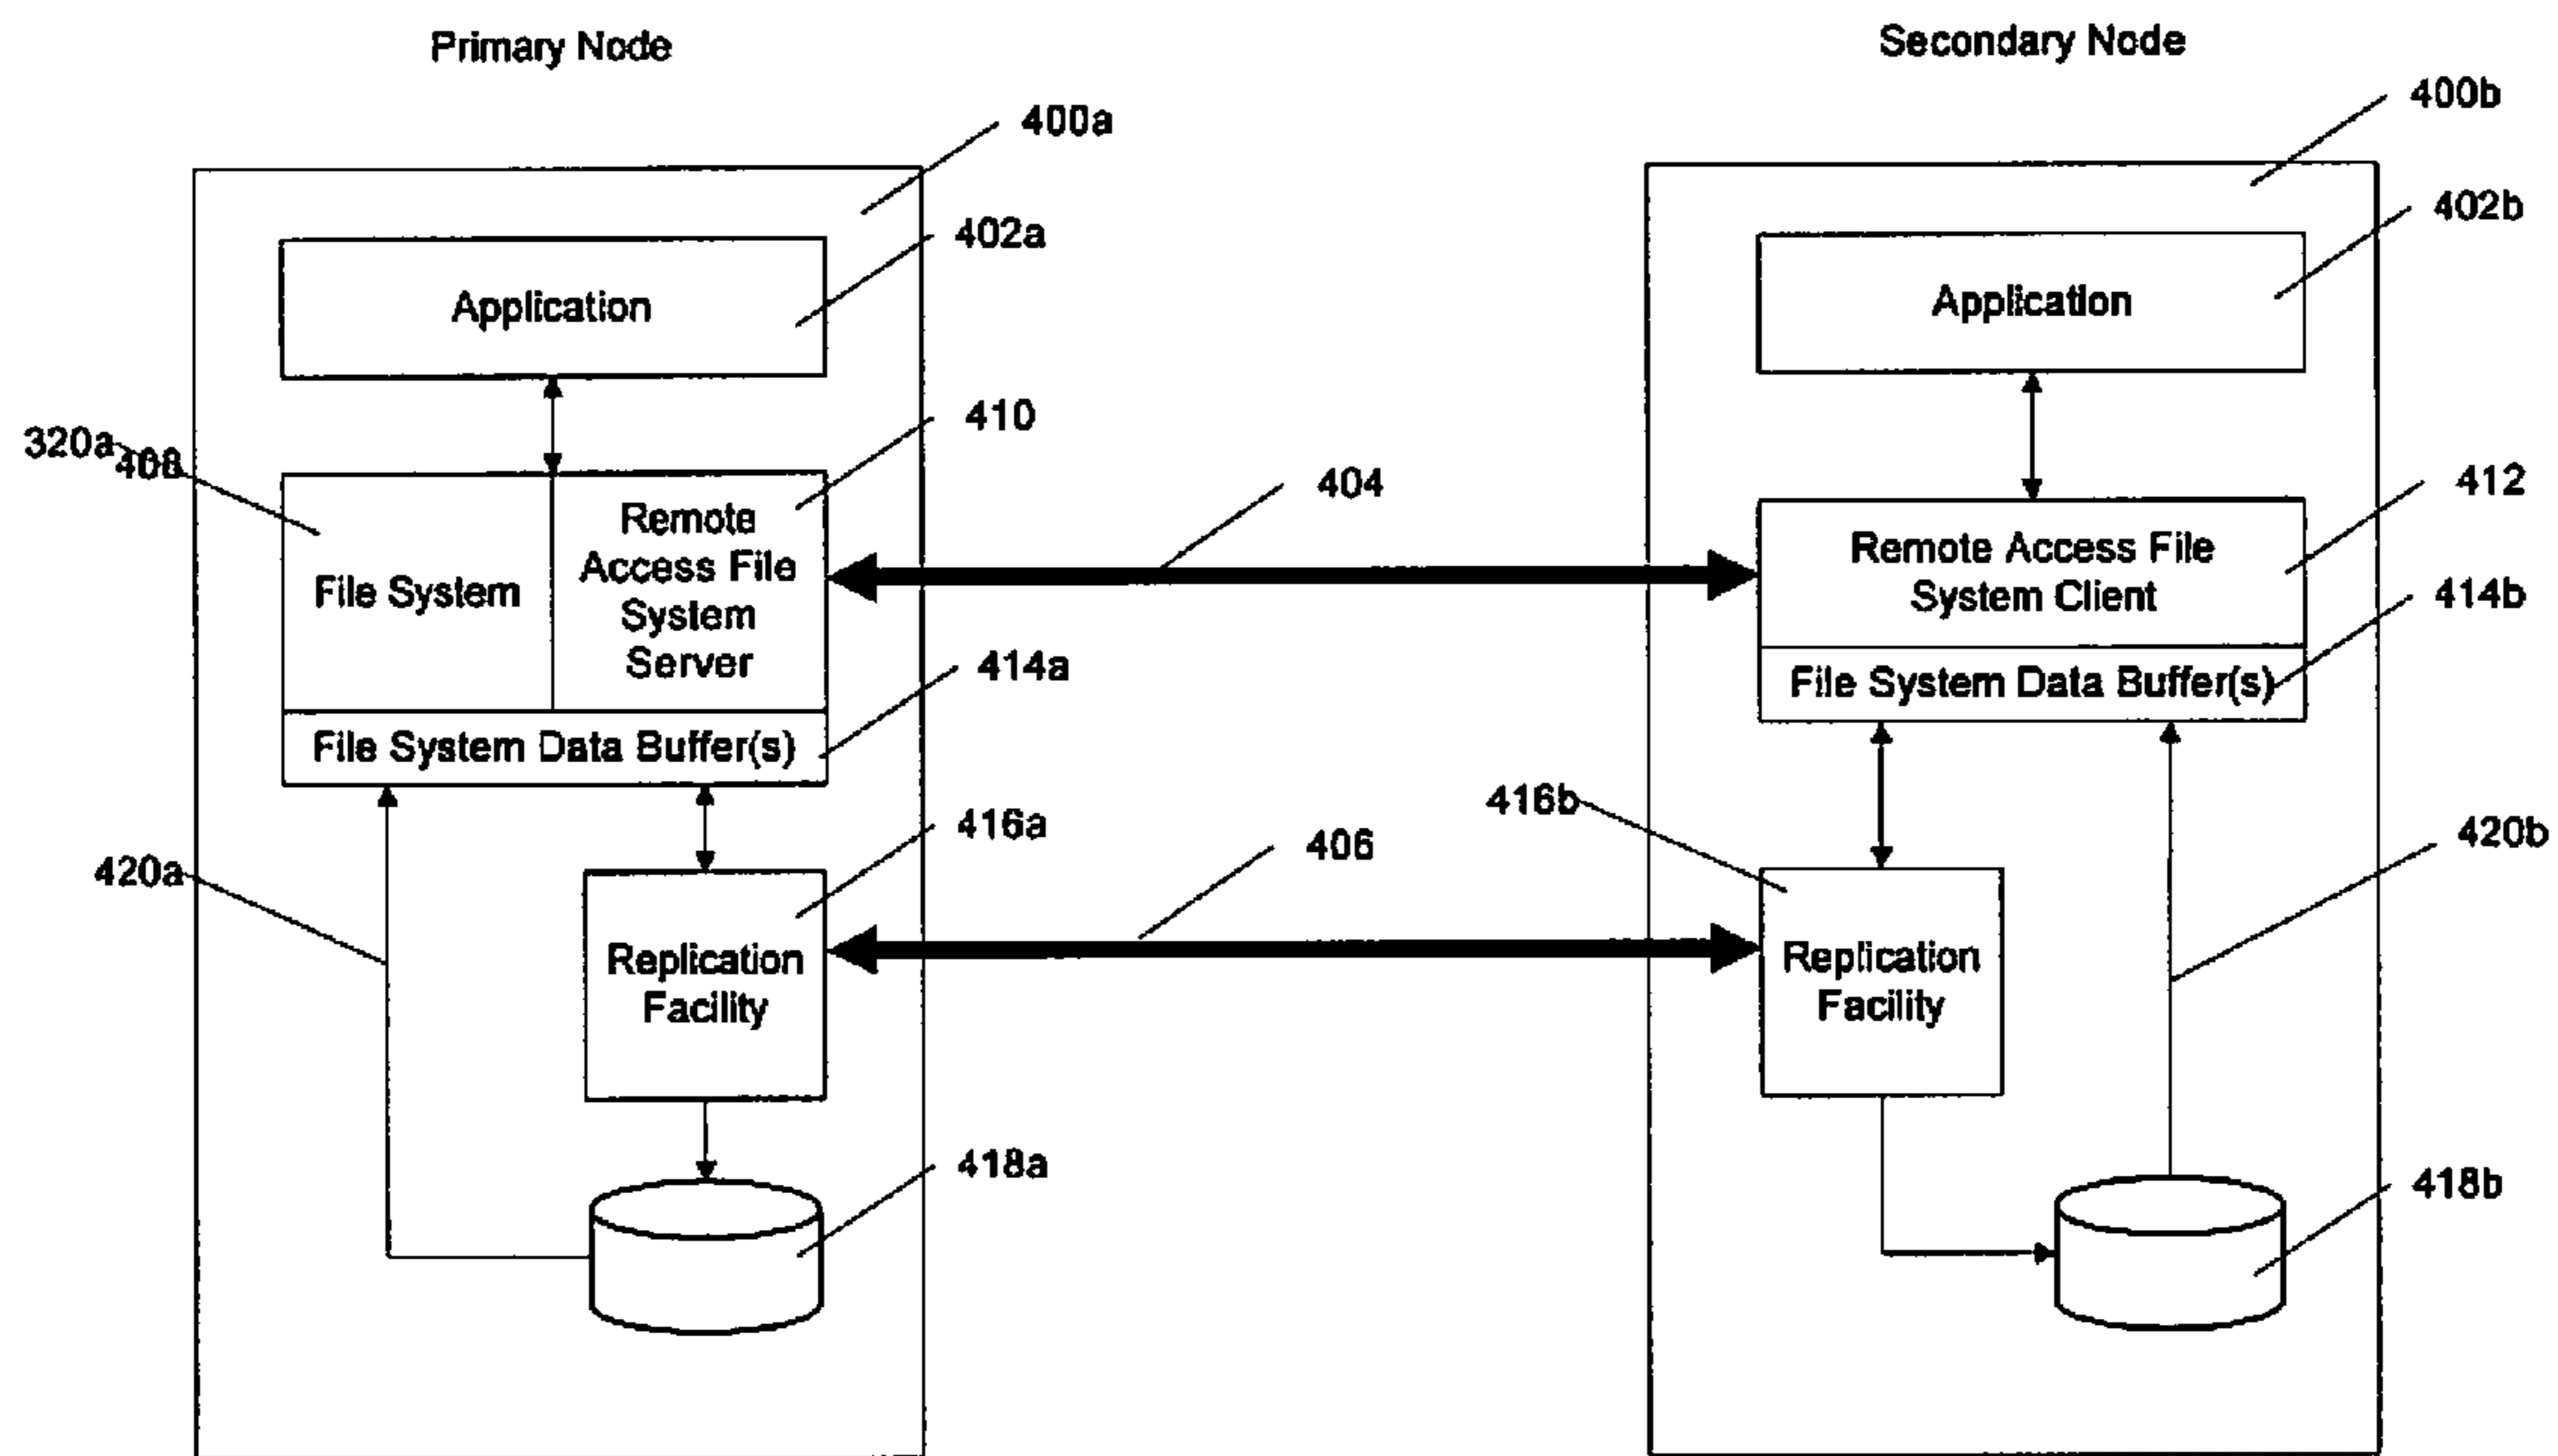 Primary Node
Secondary Node
400a
400b
402a
402b
Application
Application
410
320a
408
404
412
Remote
Access File
System
Server
File System
Remote Access File
System Client
414a
414b
File System Data Buffer(s)
File System Data Buffer(s)
416a
416b
406
420a
420b
Replication
Facility
Replication
Facility
418a
418b